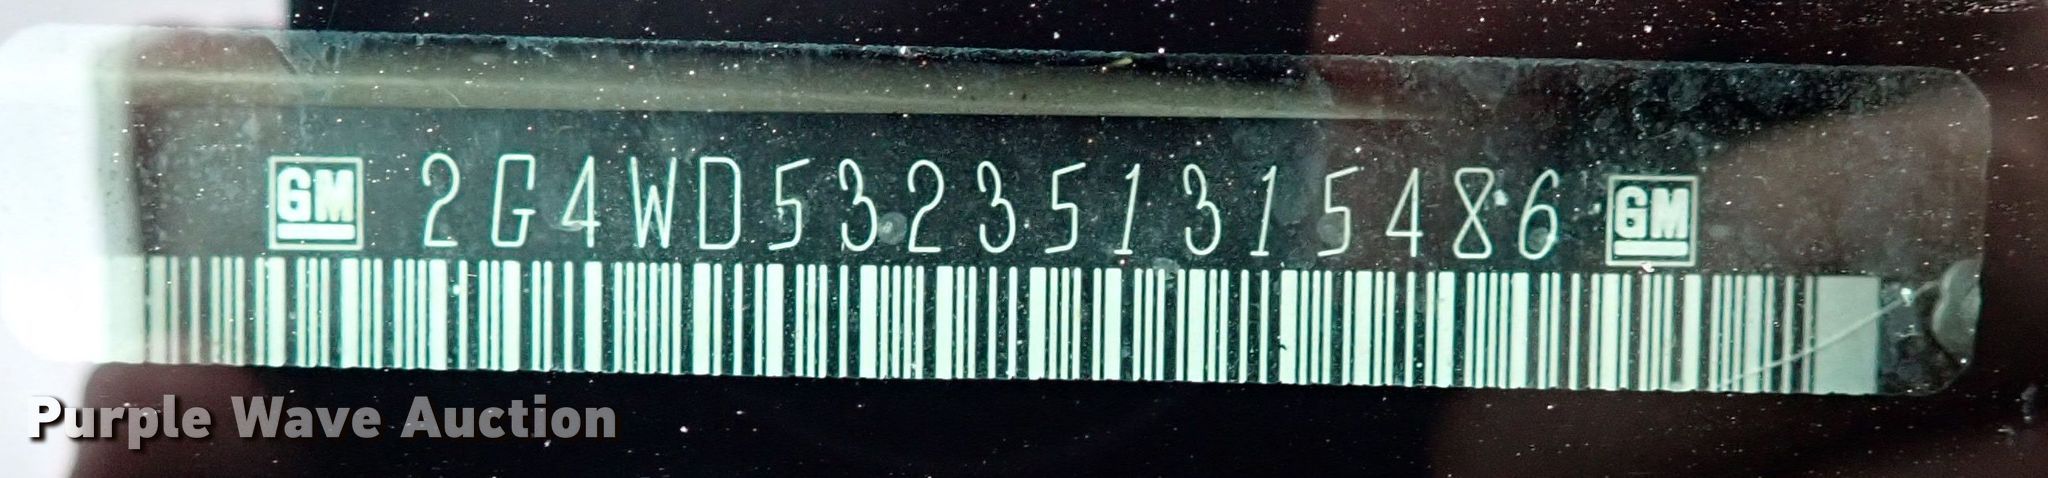 GM 2G4WD532351315486 GM
Purple Wave Auction